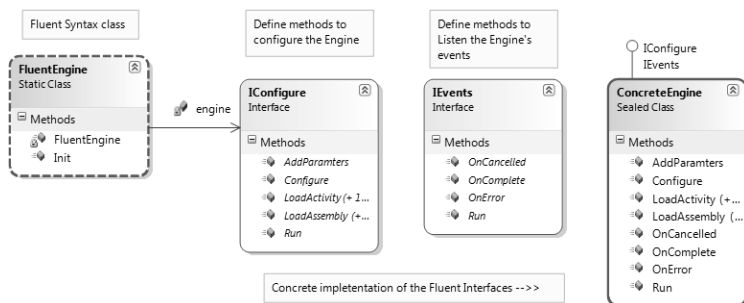 Fluent Syntax class
Define methods to
configure the Engine
Define methods to
Listen the Engine's
events
IConfigure
IEvents
FluentEngine
Static Class
Methods
FluentEngine
Init
engine
IConfigure
Interface
Methods
AddParamters
Configure
LoadActivity (+ 1...
LoadAssembly (+...
Run
IEvents
Interface
Methods
OnCancelled
OnComplete
OnError
Run
ConcreteEngine
Sealed Class
Methods
AddParamters
Configure
LoadActivity (+...
LoadAssembly (...
OnCancelled
OnComplete
OnError
Run
Concrete impletentation of the Fluent Interfaces -->>